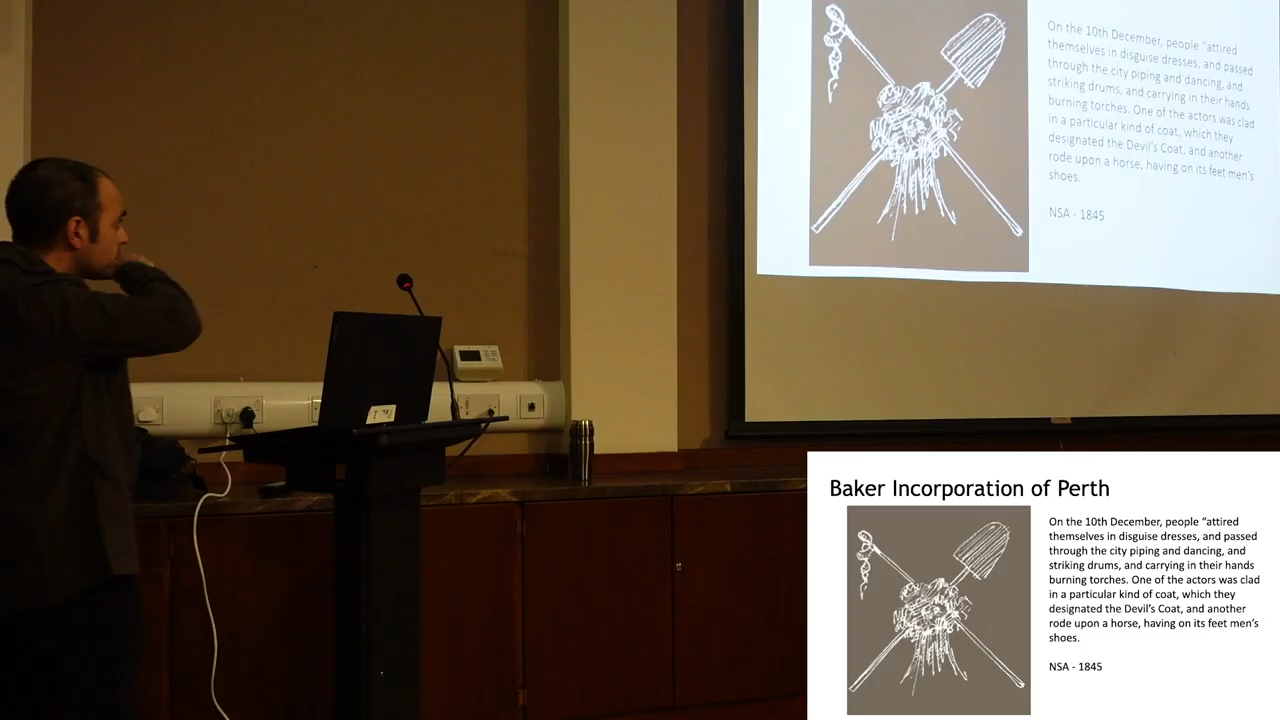 On the 10th December, people "attired
themselves in disguise dresses, and passed
through the city piping and dancing, and
striking drums, and carrying in their hands
burning torches. One of the actors was clad
in a particular kind of coat, which they
designated the Devil's Coat, and another
rode upon a horse, having on its feet men's
shoes.
NSA - 1845
Baker Incorporation of Perth
On the 10th December, people "attired
themselves in disguise dresses, and passed
through the city piping and dancing, and
striking drums, and carrying in their hands
burning torches. One of the actors was clad
in a particular kind of coat, which they
designated the Devil's Coat, and another
rode upon a horse, having on its feet men's
shoes.
NSA - 1845